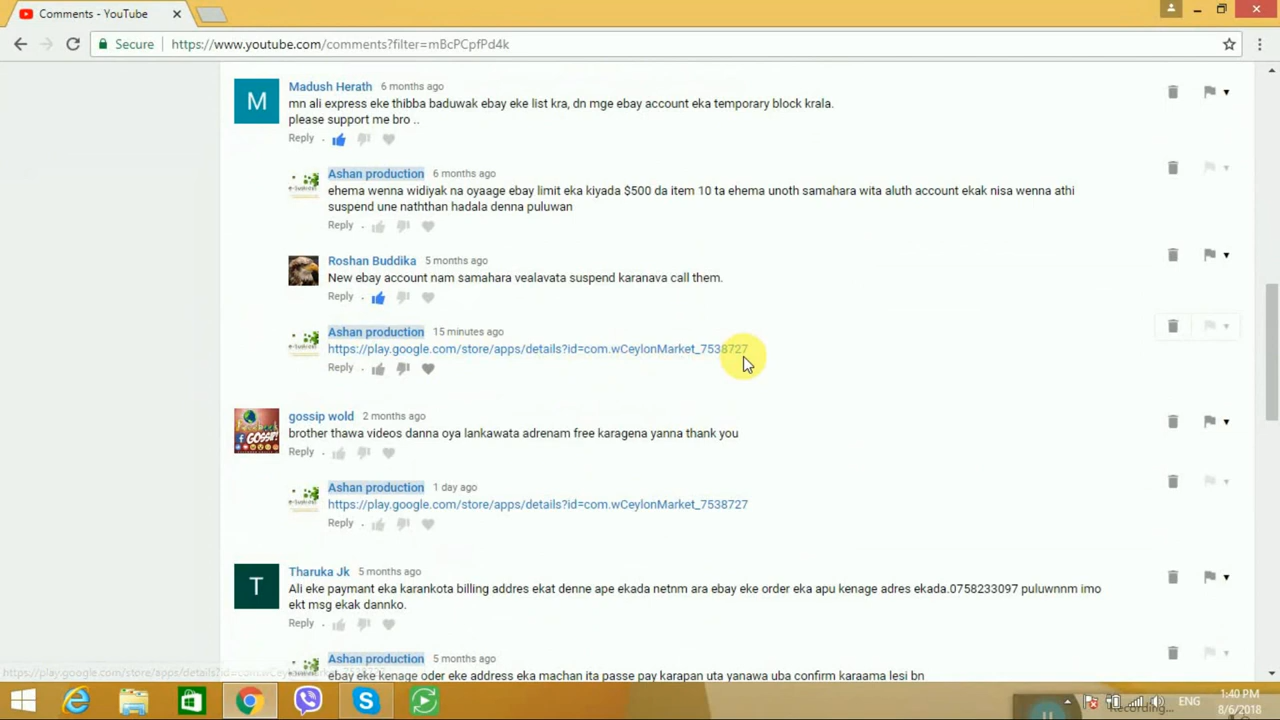 Comments - YouTube
Secure https://www.youtube.com/comments?filter=mBcPCpfPd4k
Madush Herath 6 months ago
mn ali express eke thibba baduwak ebay eke list kra, dn mge ebay account eka temporary block krala.
please support me bro ..
Reply
Ashan production 6 months ago
ehema wenna widiyak na oyaage ebay limit eka kiyada $500 da item 10 ta ehema unoth samahara wita aluth account ekak nisa wenna athi
suspend une naththan hadala denna puluwan
Reply
Roshan Buddika 5 months ago
New ebay account nam samahara vealavata suspend karanava call them.
Reply
Ashan production 15 minutes ago
https://play.google.com/store/apps/details?id=com.wCeylonMarket_7538727
Reply
gossip wold 2 months ago
brother thawa videos danna oya lankawata adrenam free karagena yanna thank you
Reply
Ashan production 1 day ago
https://play.google.com/store/apps/details?id=com.wCeylonMarket_7538727
Reply
T Tharuka Jk 5 months ago
Ali eke paymant eka karankota billing addres ekat denne ape ekada netnm ara ebay eke order eka apu kenage adres ekada.0758233097 puluwnnm imo
ekt msg ekak dannko.
Reply
Ashan production 5 months ago
ebay eke kenage oder eke address eka machan ita passe pay karapan uta yanawa uba confirm karaama lesi bn
ENG
1:40 PM
8/6/2018
Recording...